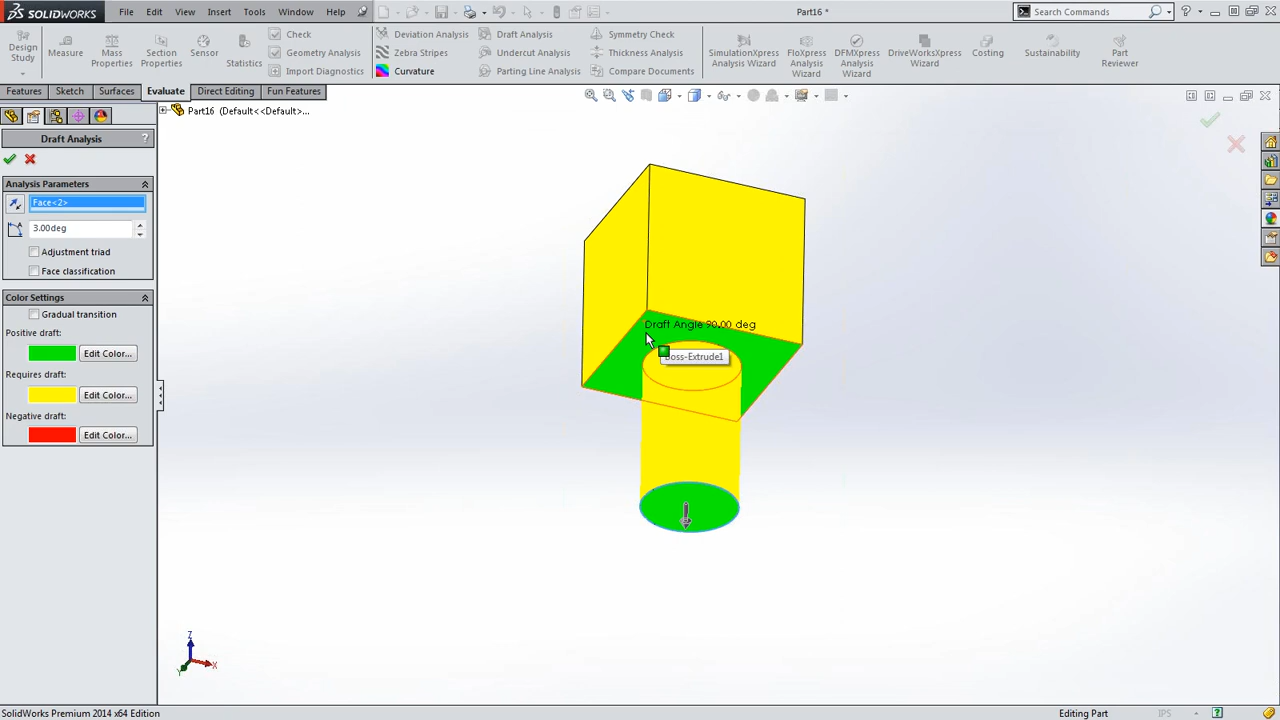 SOLIDWORKS File Edit View Insert Tools Window Help Part16 * Search Commands
Design Study
Measure
Mass Properties
Section Properties
Sensor
Statistics
Check
Geometry Analysis
Import Diagnostics
Deviation Analysis
Zebra Stripes
Curvature
Draft Analysis
Undercut Analysis
Parting Line Analysis
Symmetry Check
Thickness Analysis
Compare Documents
SimulationXpress Analysis Wizard
FloXpress Analysis Wizard
DFMXpress Analysis Wizard
DriveWorksXpress Wizard
Costing
Sustainability
Part Reviewer
Features Sketch Surfaces Evaluate Direct Editing Fun Features
Part16 (Default<<Default>...
Draft Analysis ?
Analysis Parameters
Face<2>
3.00deg
Adjustment triad
Face classification
Color Settings
Gradual transition
Positive draft:
Edit Color...
Requires draft:
Edit Color...
Negative draft:
Edit Color...
Draft Angle 90.00 deg
Boss-Extrude1
Z
Y
X
SolidWorks Premium 2014 x64 Edition Editing Part IPS